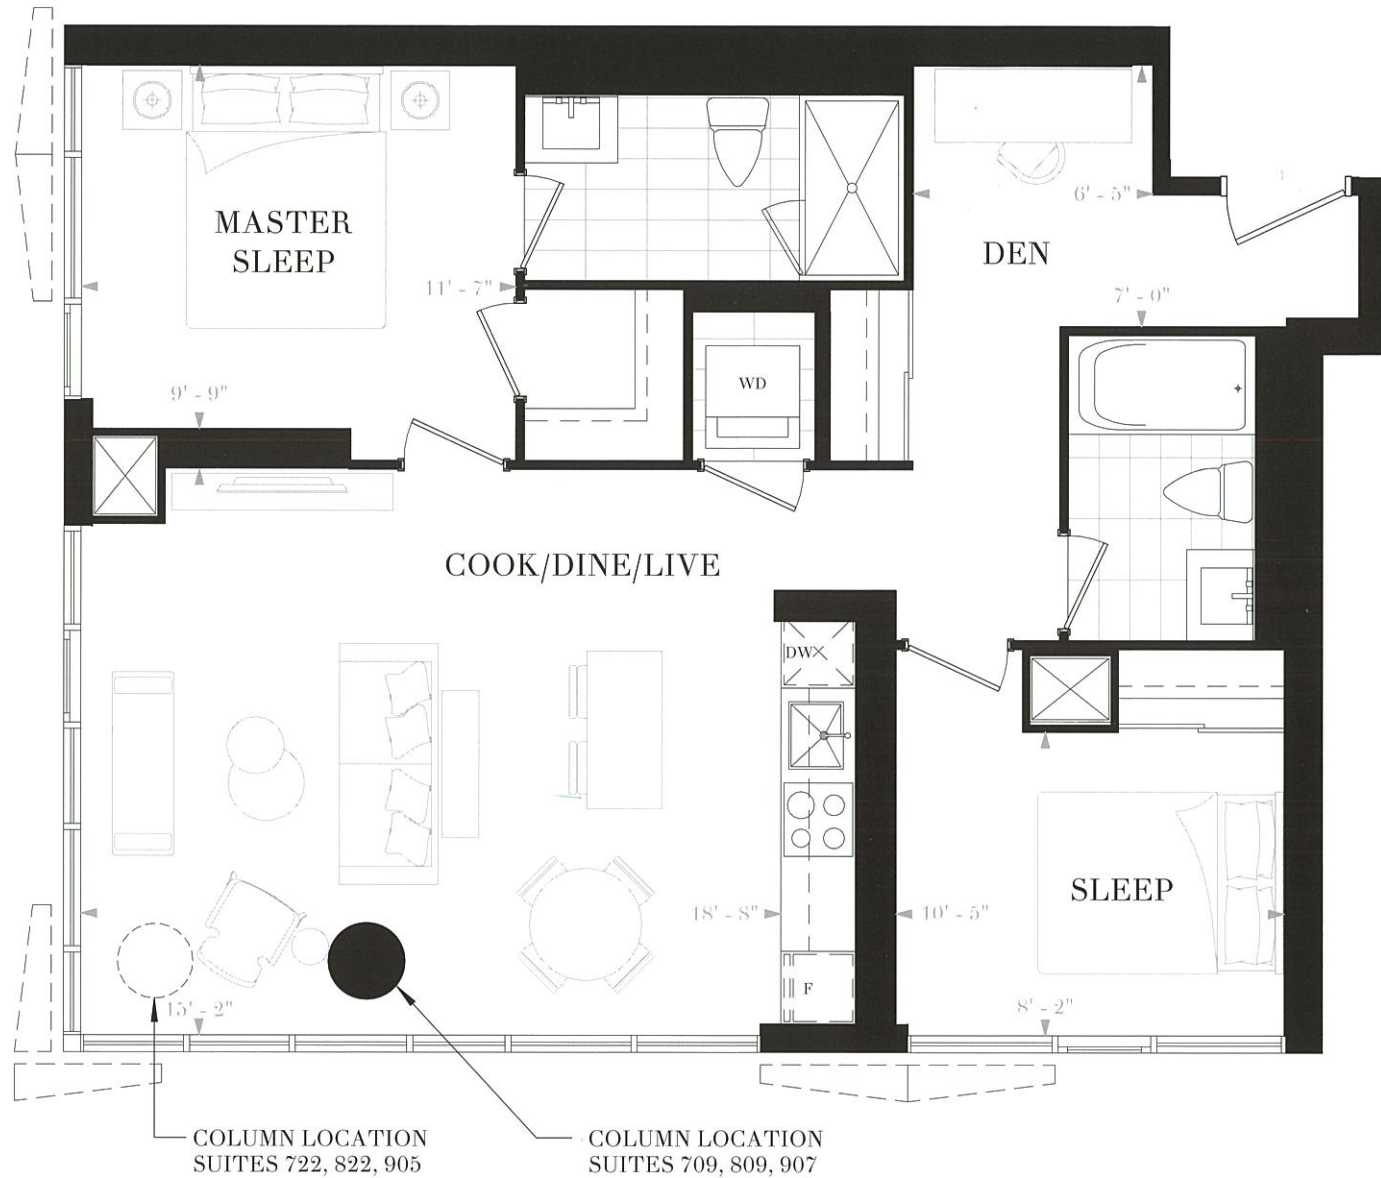 MASTER
SLEEP
11' - 7"
9' - 9"
6' - 5"
DEN
7' - 0"
WD
COOK/DINE/LIVE
DW
18' - 8"
10' - 5"
SLEEP
F
15' - 2"
8' - 2"
COLUMN LOCATION
SUITES 722, 822, 905
COLUMN LOCATION
SUITES 709, 809, 907